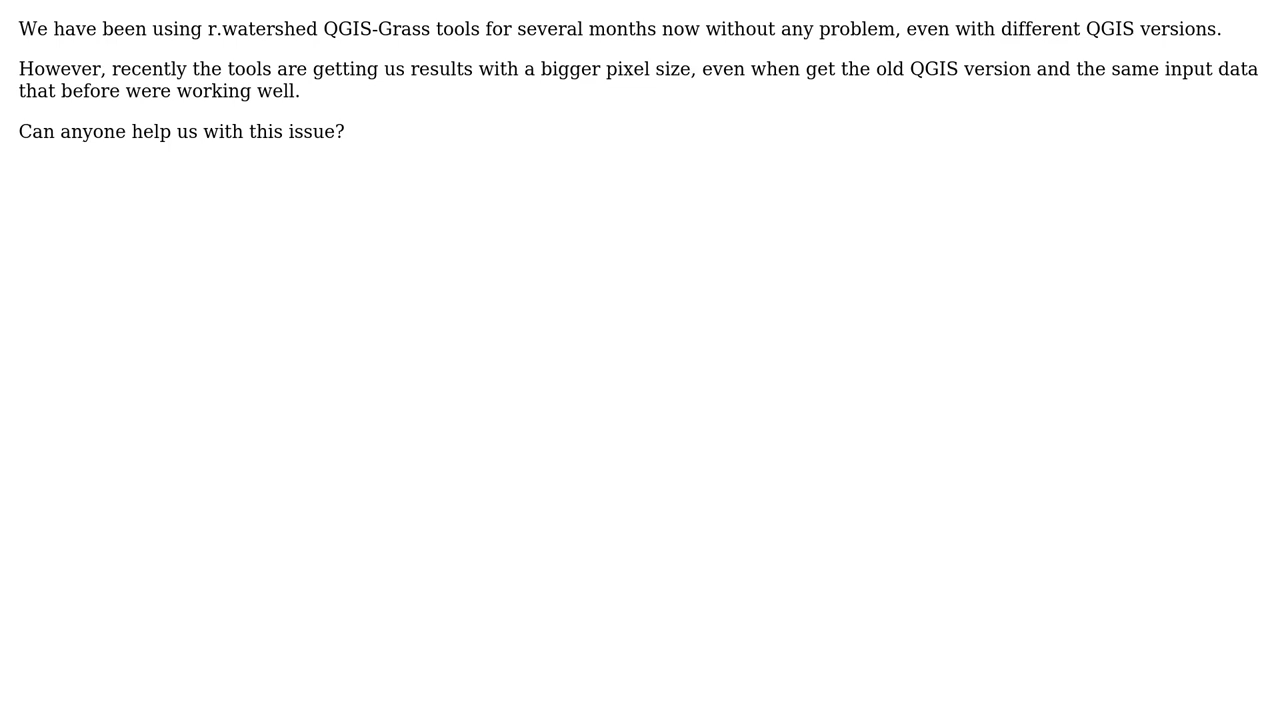 We have been using r.watershed QGIS-Grass tools for several months now without any problem, even with different QGIS versions.
However, recently the tools are getting us results with a bigger pixel size, even when get the old QGIS version and the same input data
that before were working well.
Can anyone help us with this issue?